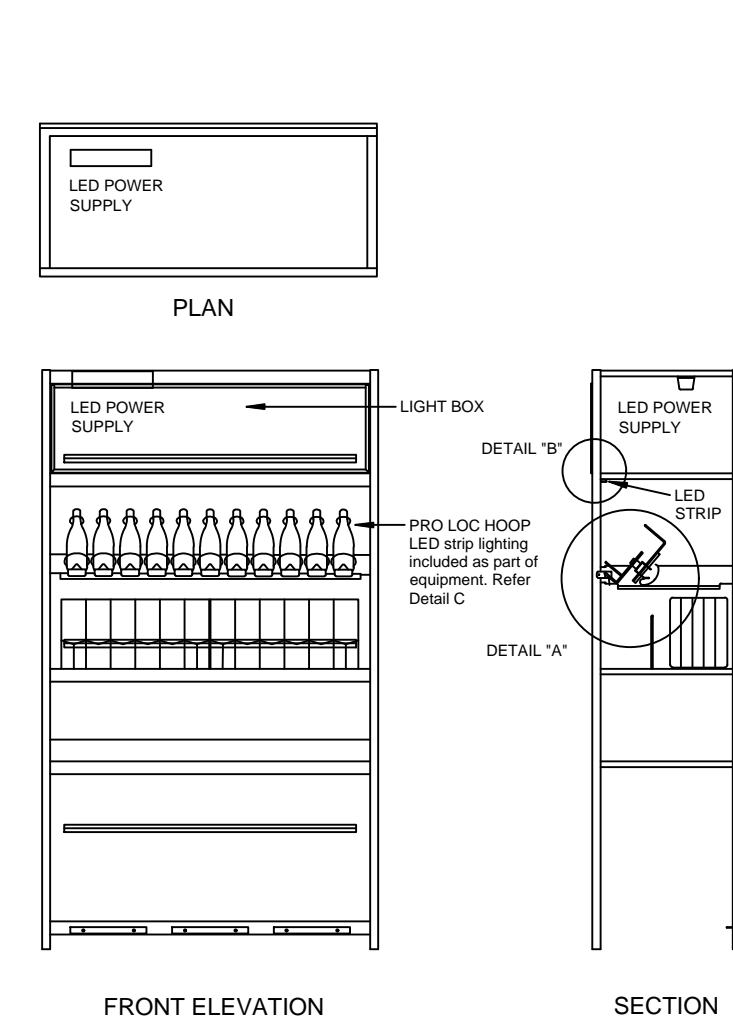 LED POWER
SUPPLY
PLAN
LED POWER
SUPPLY
LIGHT BOX
PRO LOC HOOP
LED strip lighting
included as part of
equipment. Refer
Detail C
FRONT ELEVATION
LED POWER
SUPPLY
DETAIL "B"
LED
STRIP
DETAIL "A"
SECTION